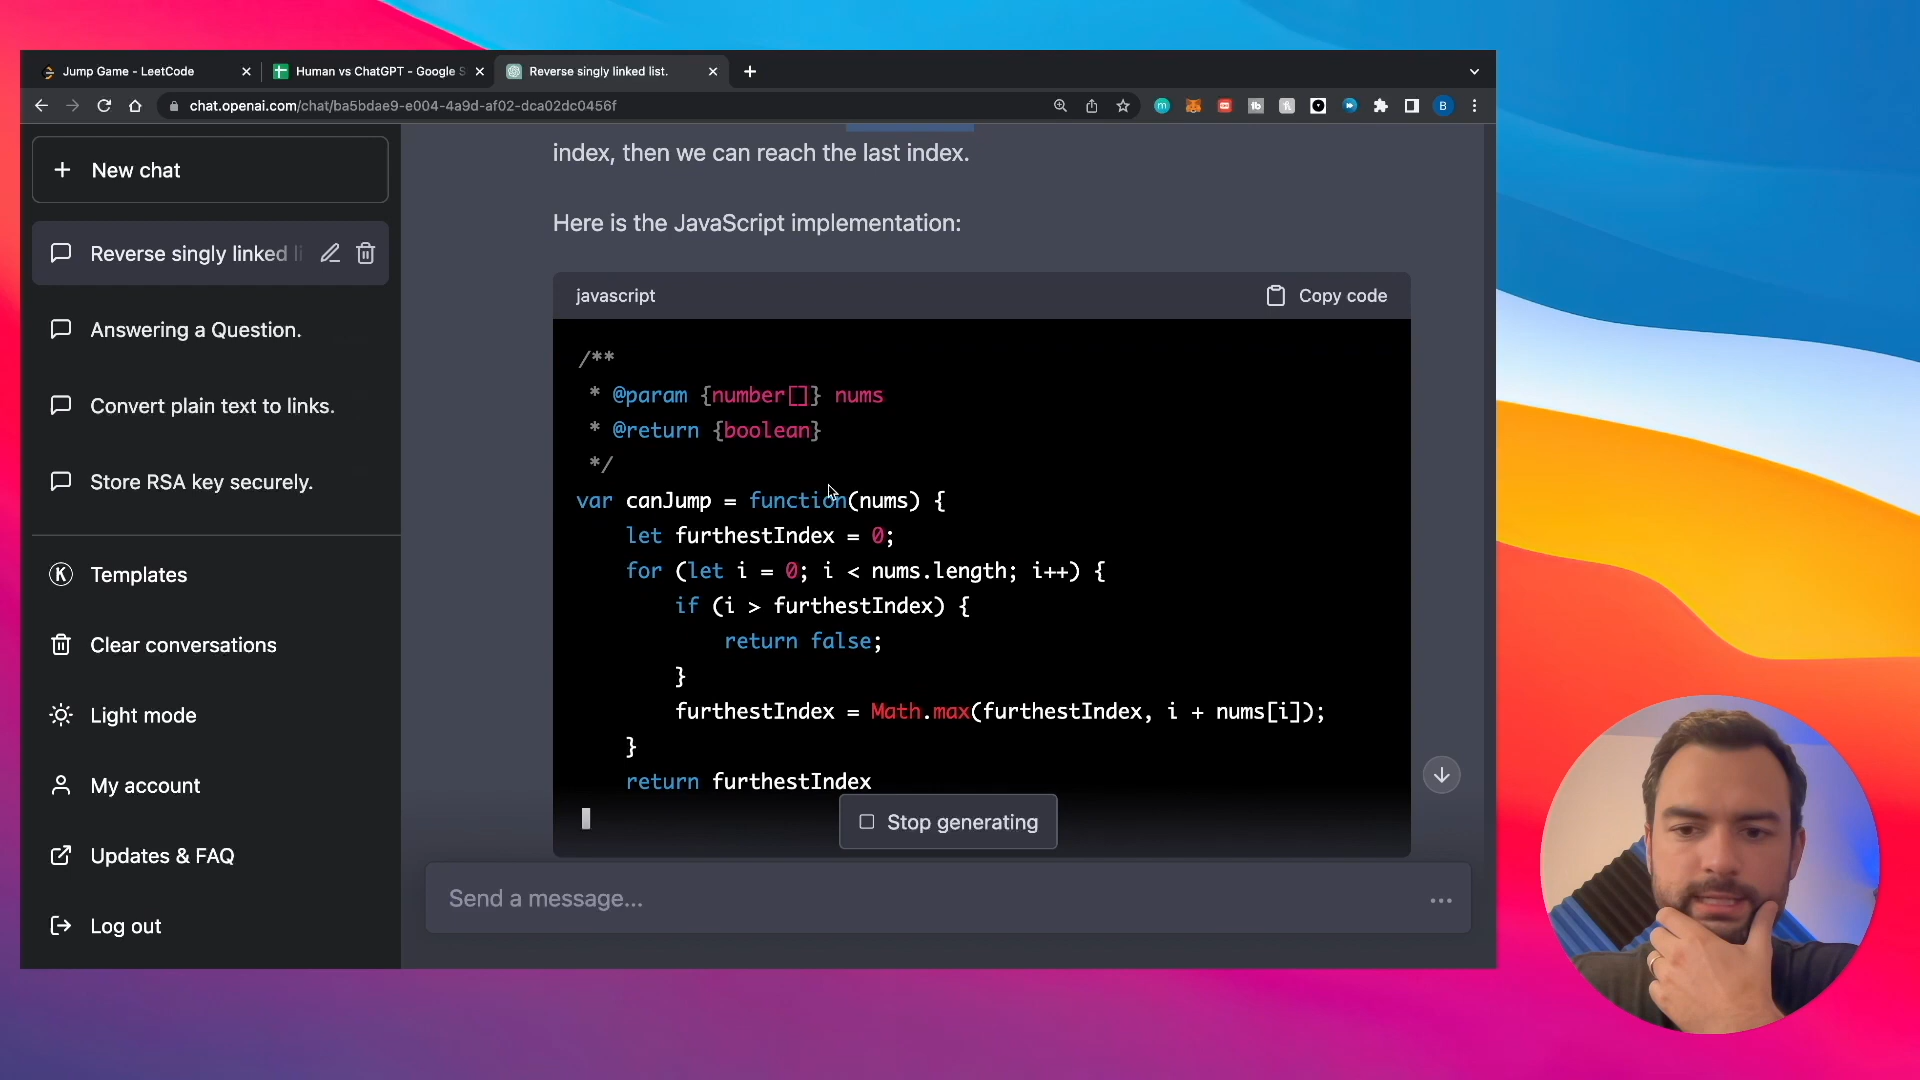 Jump Game - LeetCode
Human vs ChatGPT - Google S
Reverse singly linked list.
chat.openai.com/chat/ba5bdae9-e004-4a9d-af02-dca02dc0456f
B
New chat
Reverse singly linked li
Answering a Question.
Convert plain text to links.
Store RSA key securely.
Templates
Clear conversations
Light mode
My account
Updates & FAQ
Log out
index, then we can reach the last index.
Here is the JavaScript implementation:
javascript
Copy code
/**
* @param {number[]} nums
* @return {boolean}
*/
var canJump = function(nums) {
let furthestIndex = 0;
for (let i = 0; i < nums.length; i++) {
if (i > furthestIndex) {
return false;
}
furthestIndex = Math.max(furthestIndex, i + nums[i]);
}
return furthestIndex
Stop generating
Send a message...